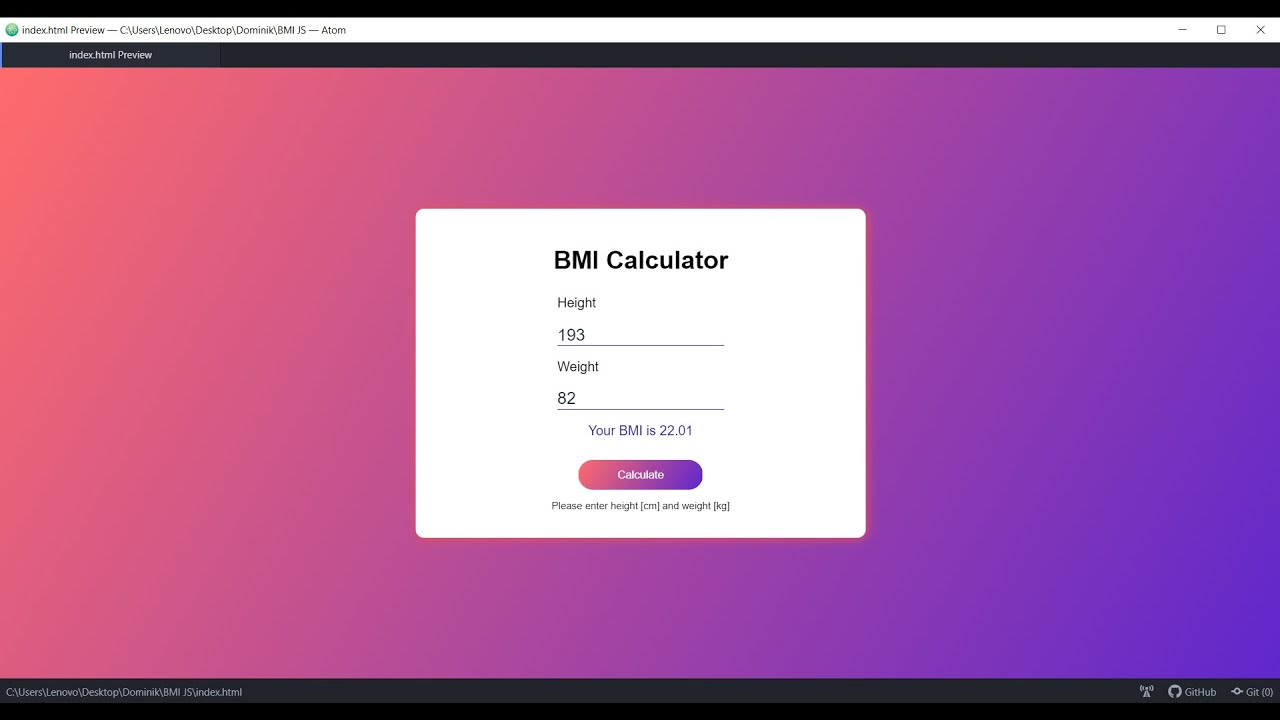 index.html Preview — C:\Users\Lenovo\Desktop\Dominik\BMI JS — Atom
index.html Preview
BMI Calculator
Height
193
Weight
82
Your BMI is 22.01
Calculate
Please enter height [cm] and weight [kg]
C:\Users\Lenovo\Desktop\Dominik\BMI JS\index.html
GitHub
Git (0)